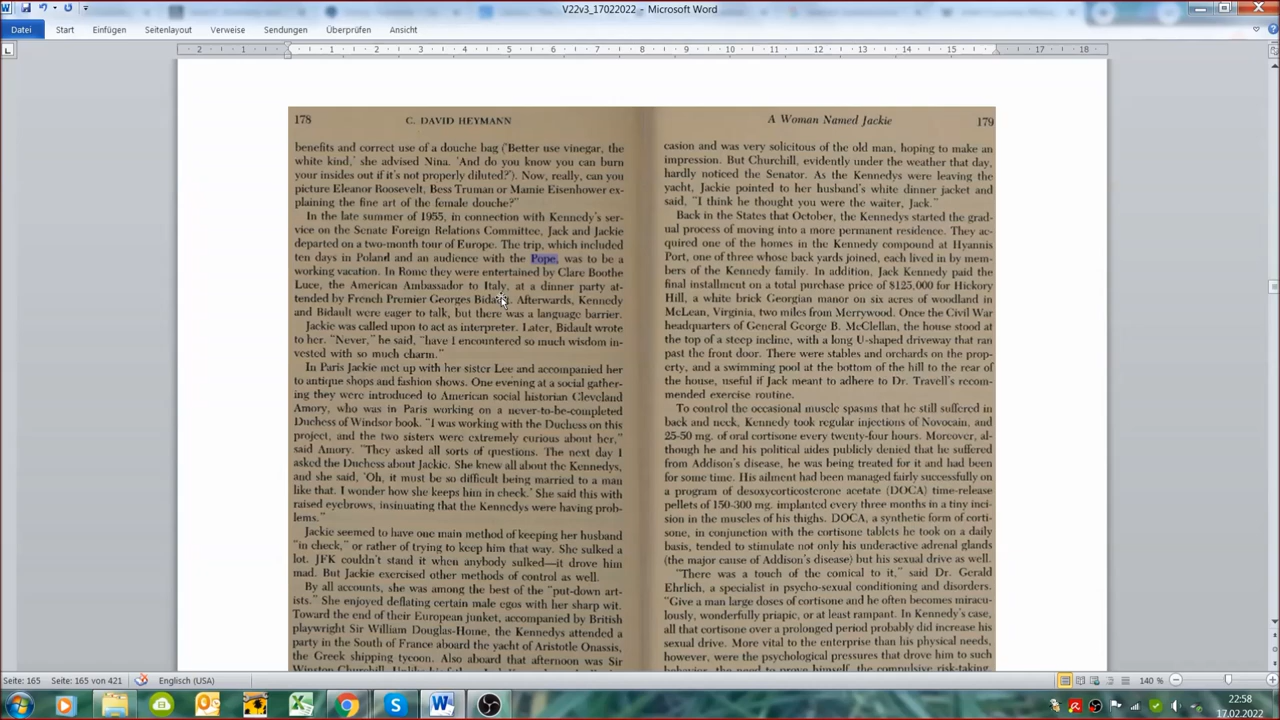 V22v3_17022022 - Microsoft Word
Datei Start Einfügen Seitenlayout Verweise Sendungen Überprüfen Ansicht
2 1 1 2 3 4 5 6 7 8 9 10 11 12 13 14 15 17 18
178 C. DAVID HEYMANN
benefits and correct use of a douche bag ('Better use vinegar, the
white kind,' she advised Nina. 'And do you know you can burn
your insides out if it's not properly diluted?'). Now, really, can you
picture Eleanor Roosevelt, Bess Truman or Mamie Eisenhower ex-
plaining the fine art of the female douche?"
In the late summer of 1955, in connection with Kennedy's ser-
vice on the Senate Foreign Relations Committee, Jack and Jackie
departed on a two-month tour of Europe. The trip, which included
ten days in Poland and an audience with the Pope, was to be a
working vacation. In Rome they were entertained by Clare Boothe
Luce, the American Ambassador to Italy, at a dinner party at-
tended by French Premier Georges Bidault. Afterwards, Kennedy
and Bidault were eager to talk, but there was a language barrier.
Jackie was called upon to act as interpreter. Later, Bidault wrote
to her. "Never," he said, "have I encountered so much wisdom in-
vested with so much charm."
In Paris Jackie met up with her sister Lee and accompanied her
to antique shops and fashion shows. One evening at a social gather-
ing they were introduced to American social historian Cleveland
Amory, who was in Paris working on a never-to-be-completed
Duchess of Windsor book. "I was working with the Duchess on this
project, and the two sisters were extremely curious about her,"
said Amory. "They asked all sorts of questions. The next day I
asked the Duchess about Jackie. She knew all about the Kennedys,
and she said, 'Oh, it must be so difficult being married to a man
like that. I wonder how she keeps him in check.' She said this with
raised eyebrows, insinuating that the Kennedys were having prob-
lems."
Jackie seemed to have one main method of keeping her husband
"in check," or rather of trying to keep him that way. She sulked a
lot. JFK couldn't stand it when anybody sulked—it drove him
mad. But Jackie exercised other methods of control as well.
By all accounts, she was among the best of the "put-down art-
ists." She enjoyed deflating certain male egos with her sharp wit.
Toward the end of their European junket, accompanied by British
playwright Sir William Douglas-Home, the Kennedys attended a
party in the South of France aboard the yacht of Aristotle Onassis,
the Greek shipping tycoon. Also aboard that afternoon was Sir
Winston Churchill.
A Woman Named Jackie 179
casion and was very solicitous of the old man, hoping to make an
impression. But Churchill, evidently under the weather that day,
hardly noticed the Senator. As the Kennedys were leaving the
yacht, Jackie pointed to her husband's white dinner jacket and
said, "I think he thought you were the waiter, Jack."
Back in the States that October, the Kennedys started the grad-
ual process of moving into a more permanent residence. They ac-
quired one of the homes in the Kennedy compound at Hyannis
Port, one of three whose back yards joined, each lived in by mem-
bers of the Kennedy family. In addition, Jack Kennedy paid the
final installment on a total purchase price of $125,000 for Hickory
Hill, a white brick Georgian manor on six acres of woodland in
McLean, Virginia, two miles from Merrywood. Once the Civil War
headquarters of General George B. McClellan, the house stood at
the top of a steep incline, with a long U-shaped driveway that ran
past the front door. There were stables and orchards on the prop-
erty, and a swimming pool at the bottom of the hill to the rear of
the house, useful if Jack meant to adhere to Dr. Travell's recom-
mended exercise routine.
To control the occasional muscle spasms that he still suffered in
back and neck, Kennedy took regular injections of Novocain, and
25-50 mg. of oral cortisone every twenty-four hours. Moreover, al-
though he and his political aides publicly denied that he suffered
from Addison's disease, he was being treated for it and had been
for some time. His ailment had been managed fairly successfully on
a program of desoxycorticosterone acetate (DOCA) time-release
pellets of 150-300 mg. implanted every three months in a tiny inci-
sion in the muscles of his thighs. DOCA, a synthetic form of corti-
sone, in conjunction with the cortisone tablets he took on a daily
basis, tended to stimulate not only his underactive adrenal glands
(the major cause of Addison's disease) but his sexual drive as well.
"There was a touch of the comical to it," said Dr. Gerald
Ehrlich, a specialist in psycho-sexual conditioning and disorders.
"Give a man large doses of cortisone and he often becomes miracu-
lously, wonderfully priapic, or at least rampant. In Kennedy's case,
all that cortisone over a prolonged period probably did increase his
sexual drive. More vital to the enterprise than his physical needs,
however, were the psychological pressures that drove him to such
behavior, the need to prove himself, the compulsive risk-taking,
Seite: 165 Seite: 165 von 421 English (USA) 140 %
22:58
17.02.2022